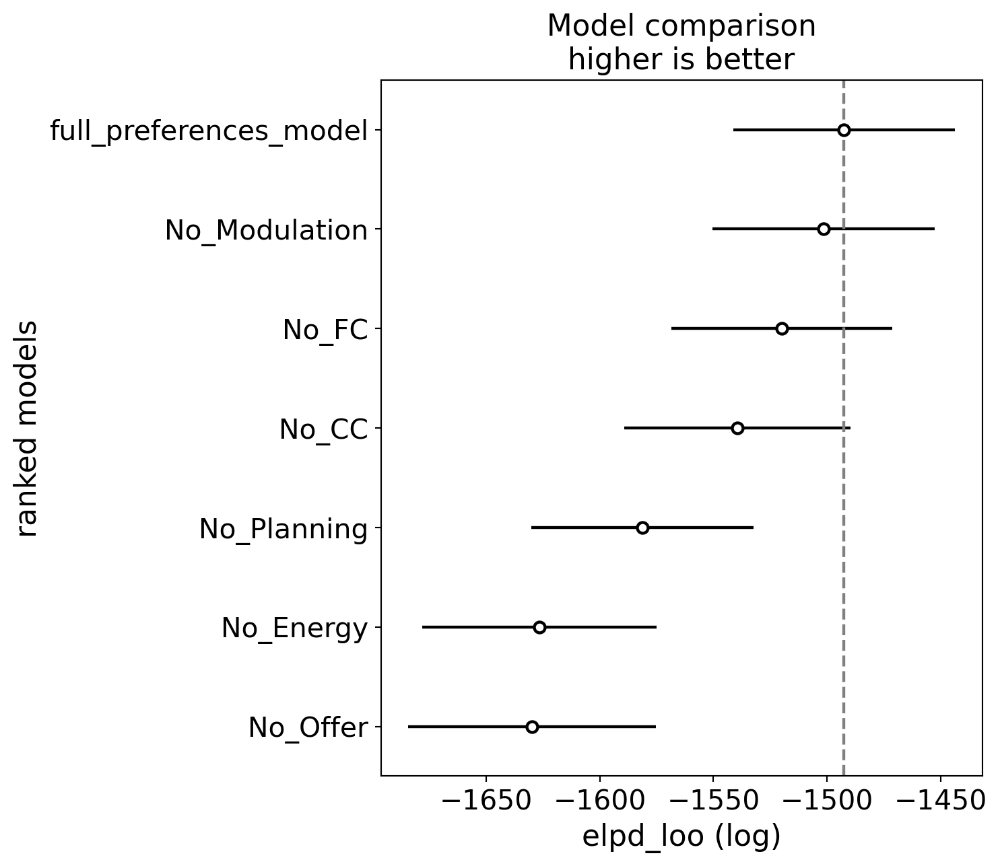 Model comparison
higher is better
full_preferences_model
No_Modulation
No_FC
No_CC
No_Planning
No_Energy
No_Offer
ranked models
−1650
−1600
−1550
−1500
−1450
elpd_loo (log)